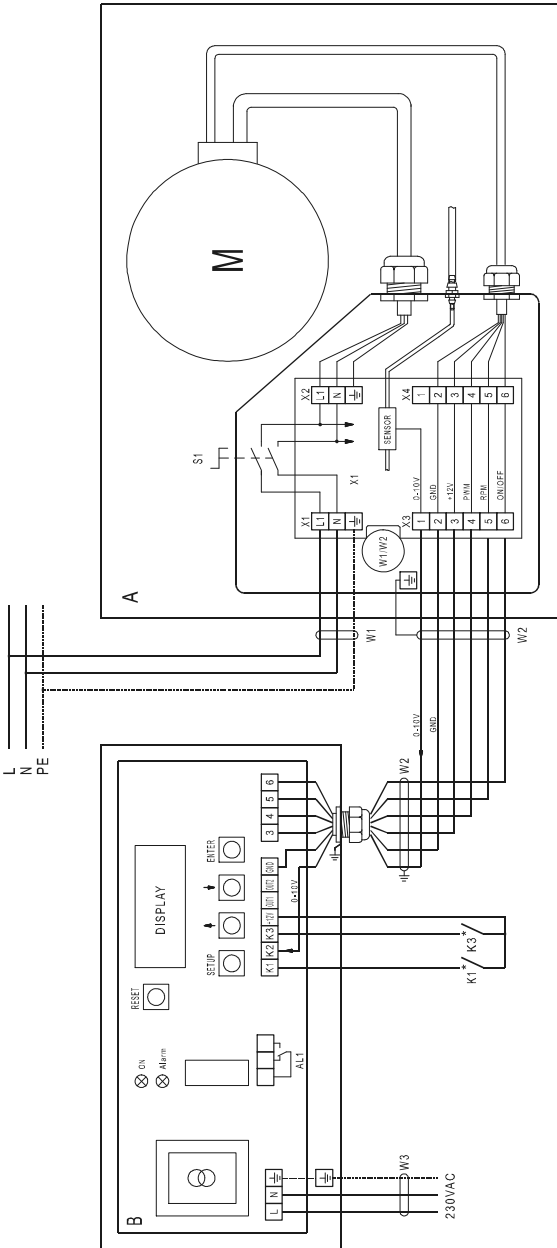 L
N
PE
A
M
S1
X1
L1
N
X2
L1
N
X1
SENSOR
W1/W2
X3
1
2
3
4
5
6
0-10V
GND
+12V
PWM
RPM
ON/OFF
X4
1
2
3
4
5
6
W1
W2
0-10V
GND
W2
B
DISPLAY
RESET
SETUP
ENTER
ON
Alarm
AL1
K1
K2
K3
OUT1
OUT2
GND
3
4
5
6
0-10V
K1*
K3*
L
N
W3
230VAC